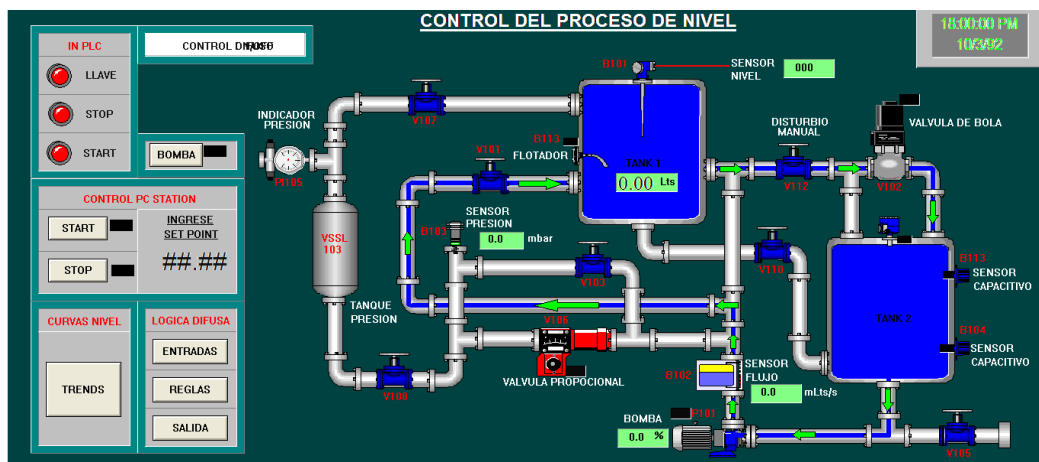 CONTROL DEL PROCESO DE NIVEL
18:00:00 PM
10/3/92
IN PLC
LLAVE
STOP
START
CONTROL
BOMBA
CONTROL PC STATION
START
STOP
INGRESE
SET POINT
##.##
CURVAS NIVEL
TRENDS
LOGICA DIFUSA
ENTRADAS
REGLAS
SALIDA
INDICADOR
PRESION
PI105
VSSL
103
TANQUE
PRESION
V107
V101
V100
B101
SENSOR
NIVEL
000
B113
FLOTADOR
TANK 1
0.00 Lts
SENSOR
PRESION
B103
0.0 mbar
V103
V106
VALVULA PROPOCIONAL
DISTURBIO
MANUAL
V112
VALVULA DE BOLA
V102
V110
B113
SENSOR
CAPACITIVO
TANK 2
B104
SENSOR
CAPACITIVO
B102
SENSOR
FLUJO
0.0 mLts/s
BOMBA
P101
0.0 %
V105